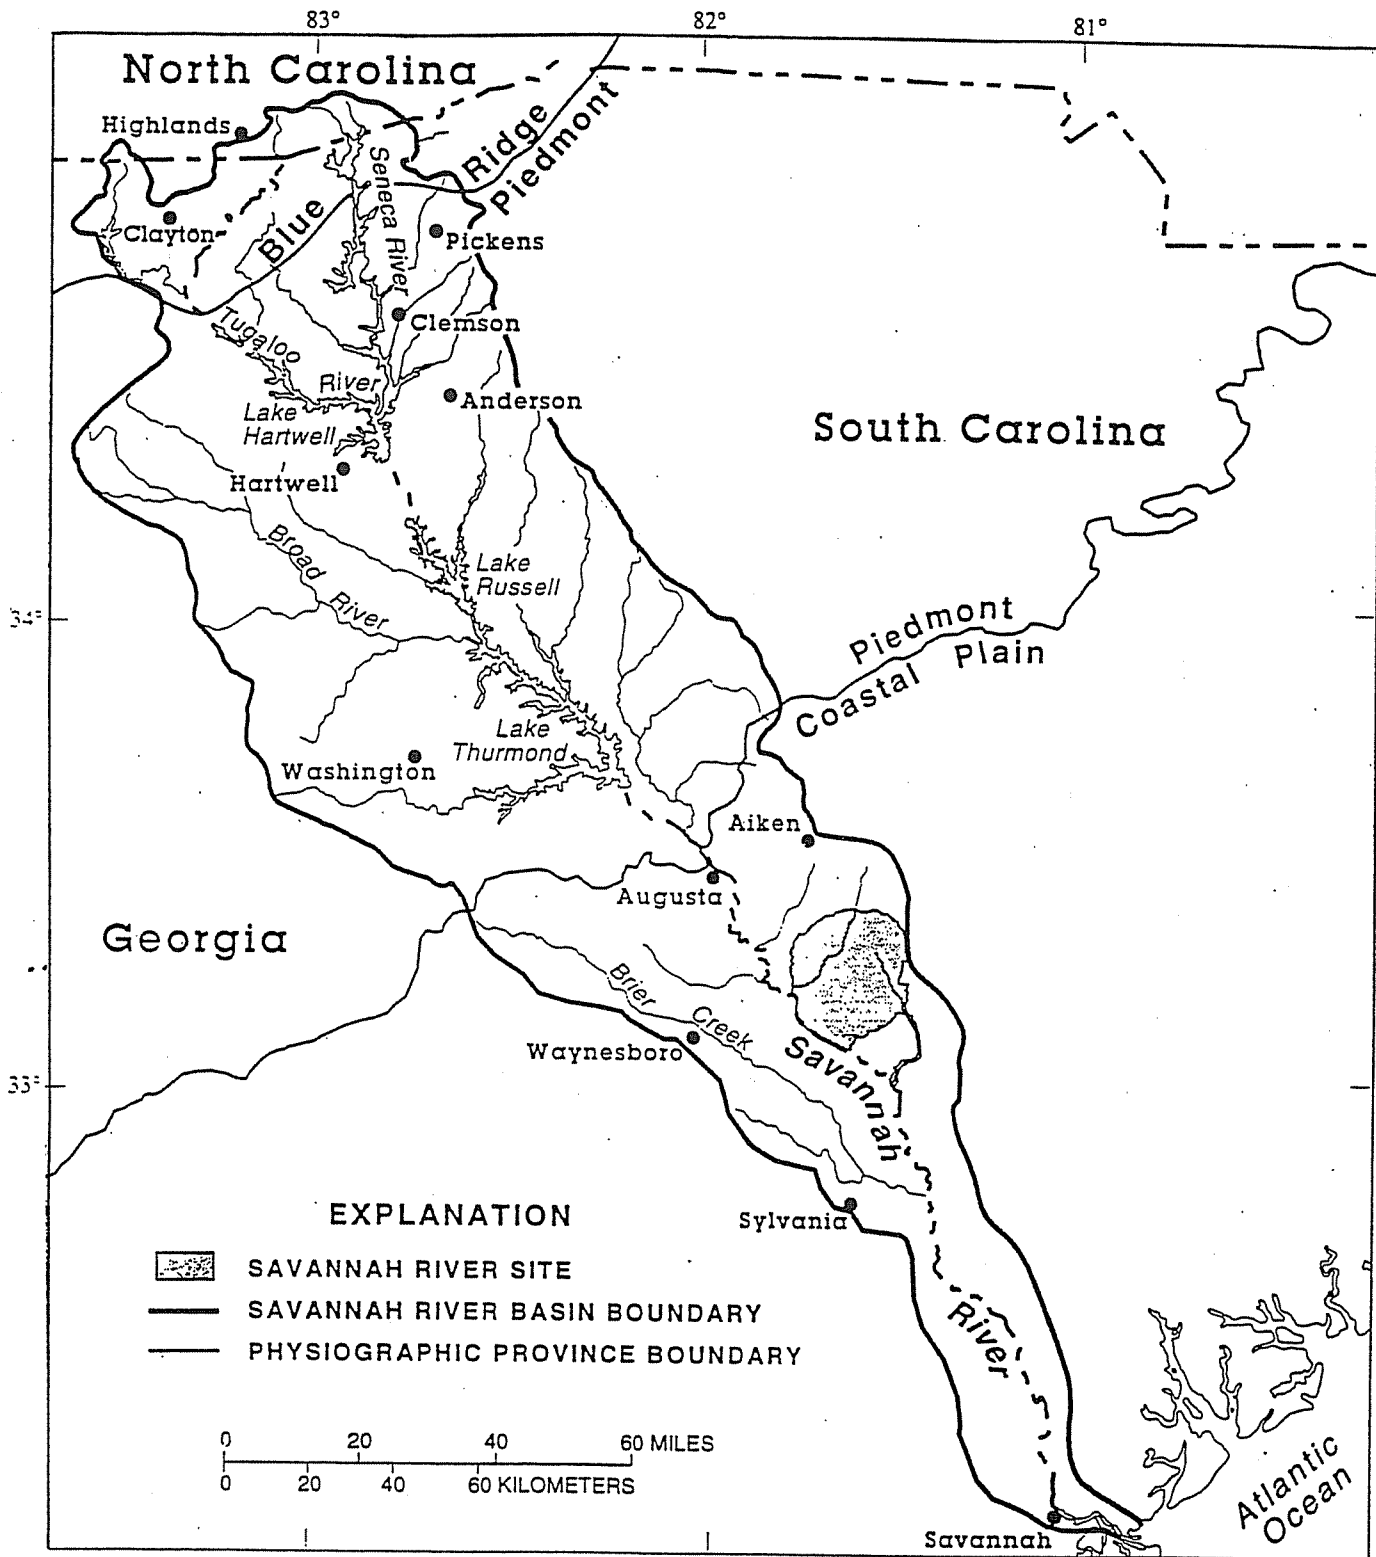 83°
82°
81°
North Carolina
Highlands
Ridge
Piedmont
Blue
Seneca River
Clayton
Pickens
Clemson
Tugaloo
River
Anderson
Lake
Hartwell
Hartwell
South Carolina
Broad
River
Lake
Russell
34°
Piedmont
Coastal Plain
Lake
Thurmond
Washington
Aiken
Augusta
Georgia
Brier
Creek
Waynesboro
Savannah
33°
Sylvania
River
EXPLANATION
SAVANNAH RIVER SITE
SAVANNAH RIVER BASIN BOUNDARY
PHYSIOGRAPHIC PROVINCE BOUNDARY
0 20 40 60 MILES
0 20 40 60 KILOMETERS
Atlantic
Ocean
Savannah